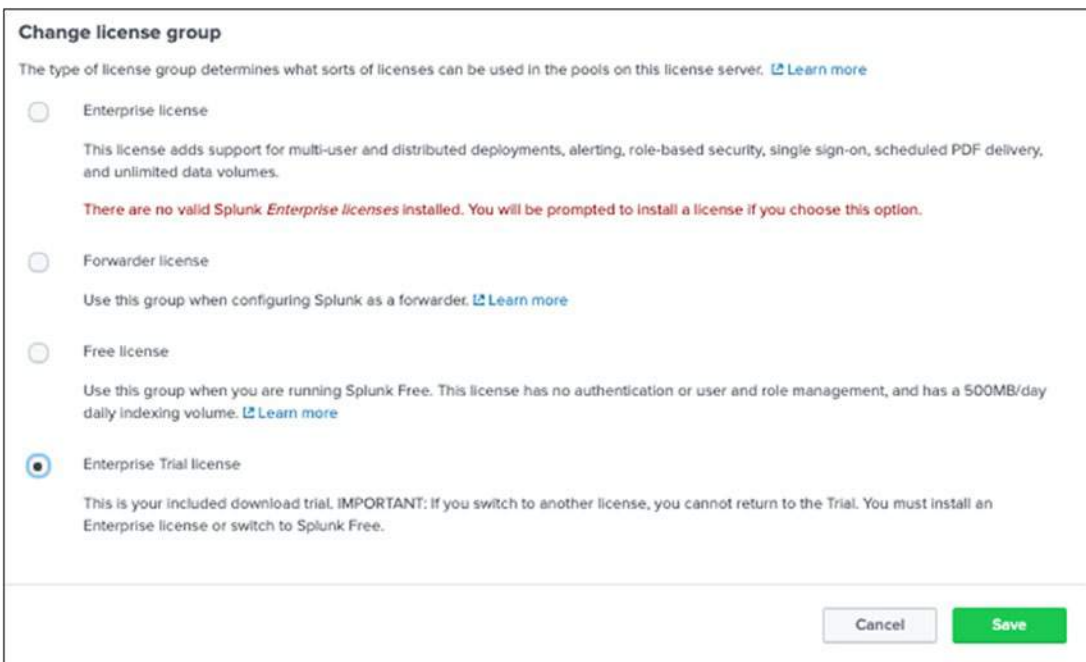 Change license group
The type of license group determines what sorts of licenses can be used in the pools on this license server. Learn more
Enterprise license
This license adds support for multi-user and distributed deployments, alerting, role-based security, single sign-on, scheduled PDF delivery,
and unlimited data volumes.
There are no valid Splunk Enterprise licenses installed. You will be prompted to install a license if you choose this option.
Forwarder license
Use this group when configuring Splunk as a forwarder. Learn more
Free license
Use this group when you are running Splunk Free. This license has no authentication or user and role management, and has a 500MB/day
daily indexing volume. Learn more
Enterprise Trial license
This is your included download trial. IMPORTANT: If you switch to another license, you cannot return to the Trial. You must install an
Enterprise license or switch to Splunk Free.
Cancel Save